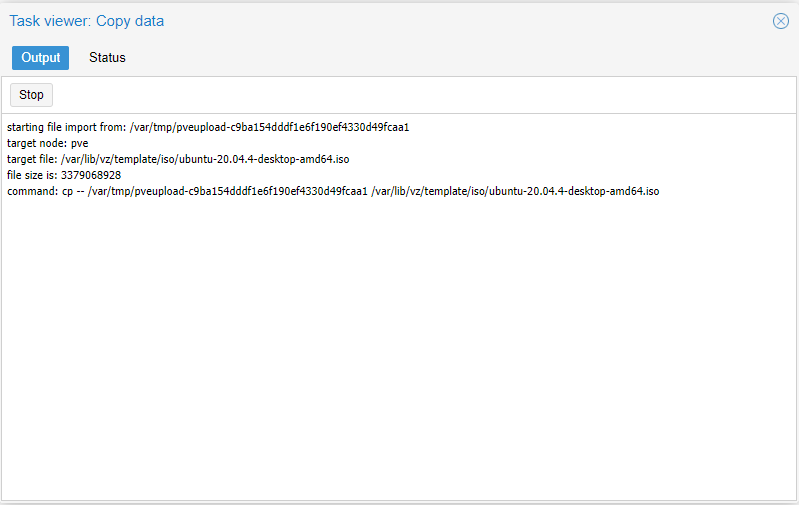 Task viewer: Copy data
Output Status
Stop
starting file import from: /var/tmp/pveupload-c9ba154dddf1e6f190ef4330d49fcaa1
target node: pve
target file: /var/lib/vz/template/iso/ubuntu-20.04.4-desktop-amd64.iso
file size is: 3379068928
command: cp -- /var/tmp/pveupload-c9ba154dddf1e6f190ef4330d49fcaa1 /var/lib/vz/template/iso/ubuntu-20.04.4-desktop-amd64.iso